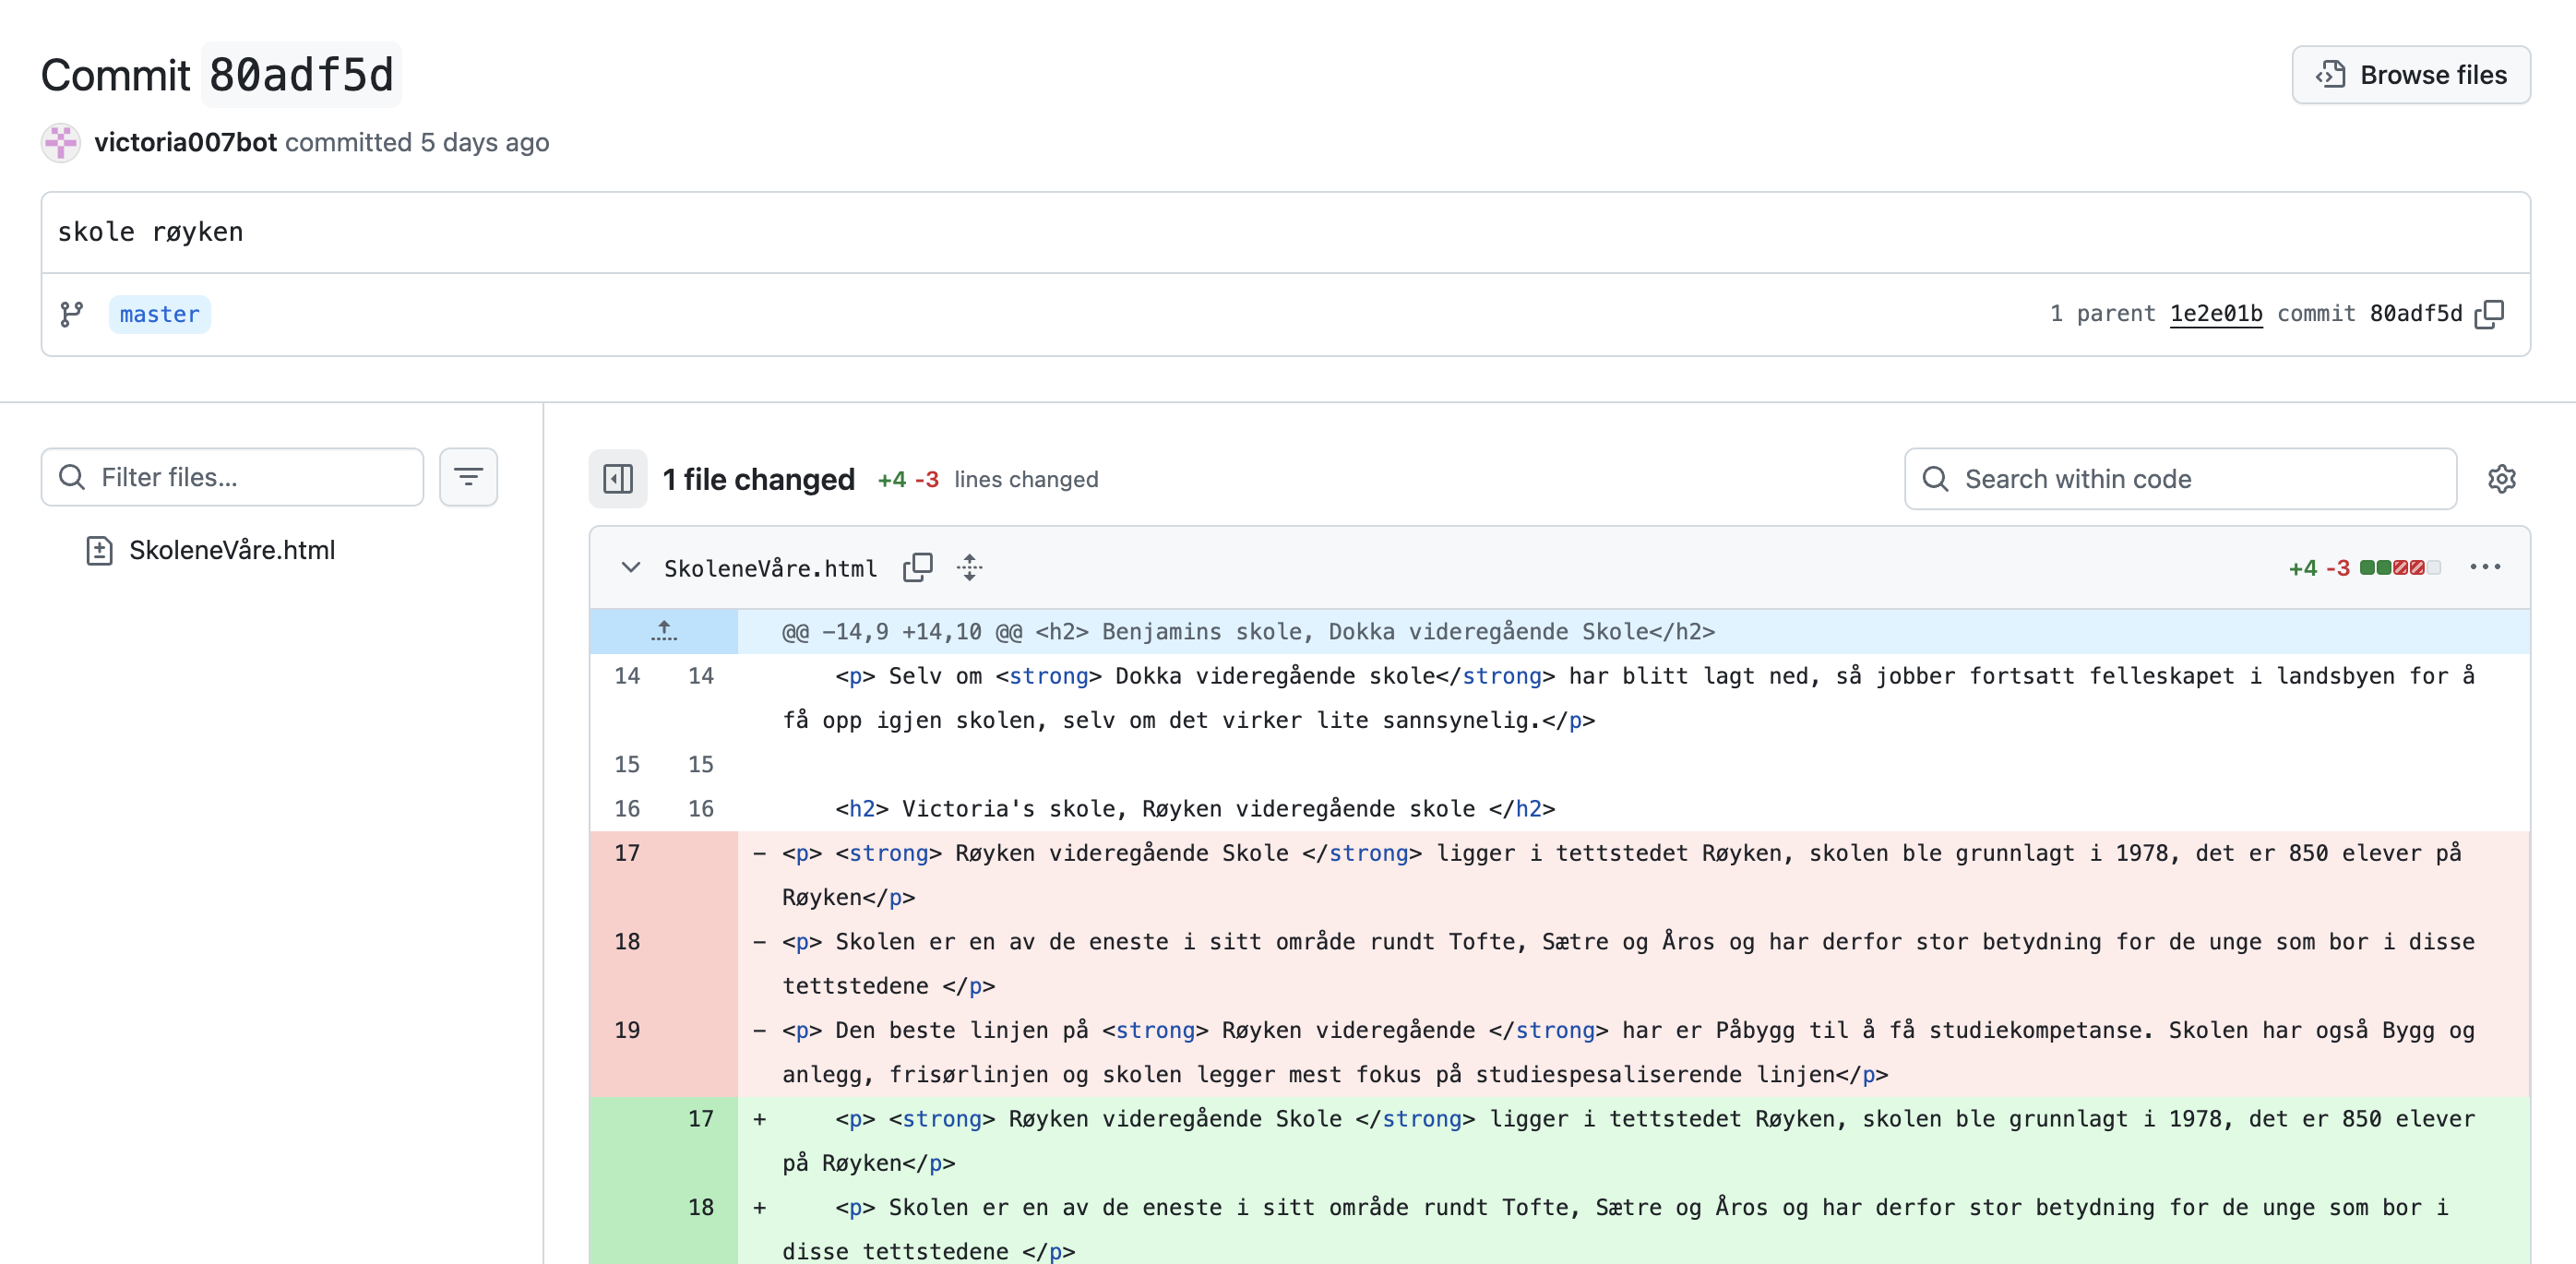 Commit 80adf5d
Browse files
victoria007bot committed 5 days ago
skole røyken
master
1 parent 1e2e01b commit 80adf5d
Filter files...
1 file changed +4 -3 lines changed
Search within code
SkoleneVåre.html
SkoleneVåre.html
+4 -3
@@ -14,9 +14,10 @@ <h2> Benjamins skole, Dokka videregående Skole</h2>
14 14 <p> Selv om <strong> Dokka videregående skole</strong> har blitt lagt ned, så jobber fortsatt felleskapet i landsbyen for å
få opp igjen skolen, selv om det virker lite sannsynelig.</p>
15 15
16 16 <h2> Victoria's skole, Røyken videregående skole </h2>
17 - <p> <strong> Røyken videregående Skole </strong> ligger i tettstedet Røyken, skolen ble grunnlagt i 1978, det er 850 elever på
Røyken</p>
18 - <p> Skolen er en av de eneste i sitt område rundt Tofte, Sætre og Åros og har derfor stor betydning for de unge som bor i disse
tettstedene </p>
19 - <p> Den beste linjen på <strong> Røyken videregående </strong> har er Påbygg til å få studiekompetanse. Skolen har også Bygg og
anlegg, frisørlinjen og skolen legger mest fokus på studiespesaliserende linjen</p>
17 + <p> <strong> Røyken videregående Skole </strong> ligger i tettstedet Røyken, skolen ble grunnlagt i 1978, det er 850 elever
på Røyken</p>
18 + <p> Skolen er en av de eneste i sitt område rundt Tofte, Sætre og Åros og har derfor stor betydning for de unge som bor i
disse tettstedene </p>